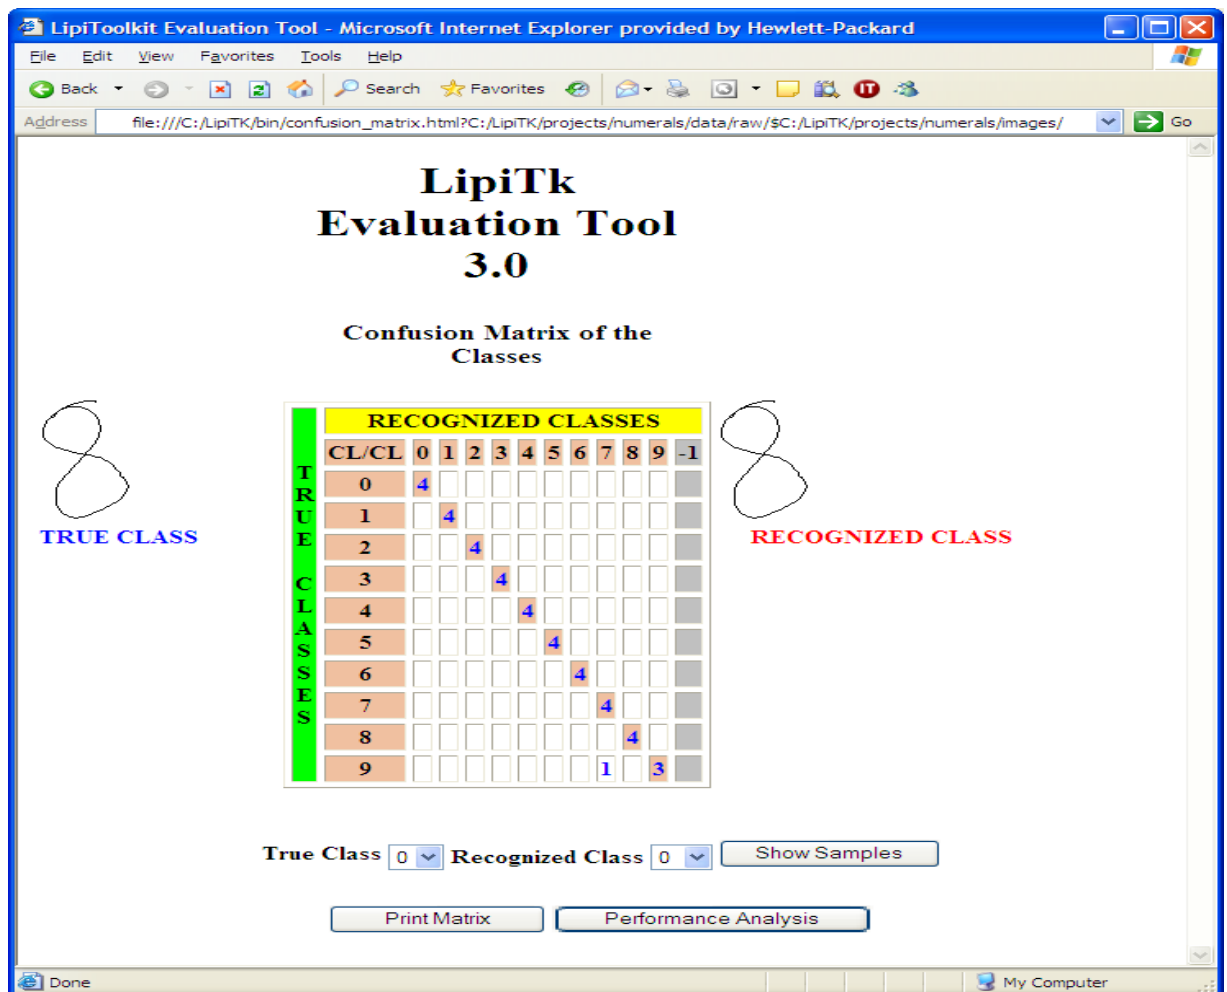 LipiToolkit Evaluation Tool - Microsoft Internet Explorer provided by Hewlett-Packard
File Edit View Favorites Tools Help
Back Search Favorites
Address file:///C:/LipiTK/bin/confusion_matrix.html?C:/LipiTK/projects/numerals/data/raw/$C:/LipiTK/projects/numerals/images/ Go
LipiTk
Evaluation Tool
3.0
Confusion Matrix of the
Classes
8
TRUE CLASS
TRUE CLASSES
RECOGNIZED CLASSES
CL/CL 0 1 2 3 4 5 6 7 8 9 -1
0 4
1 4
2 4
3 4
4 4
5 4
6 4
7 4
8 4
9 1 3
8
RECOGNIZED CLASS
True Class 0 Recognized Class 0 Show Samples
Print Matrix Performance Analysis
Done My Computer